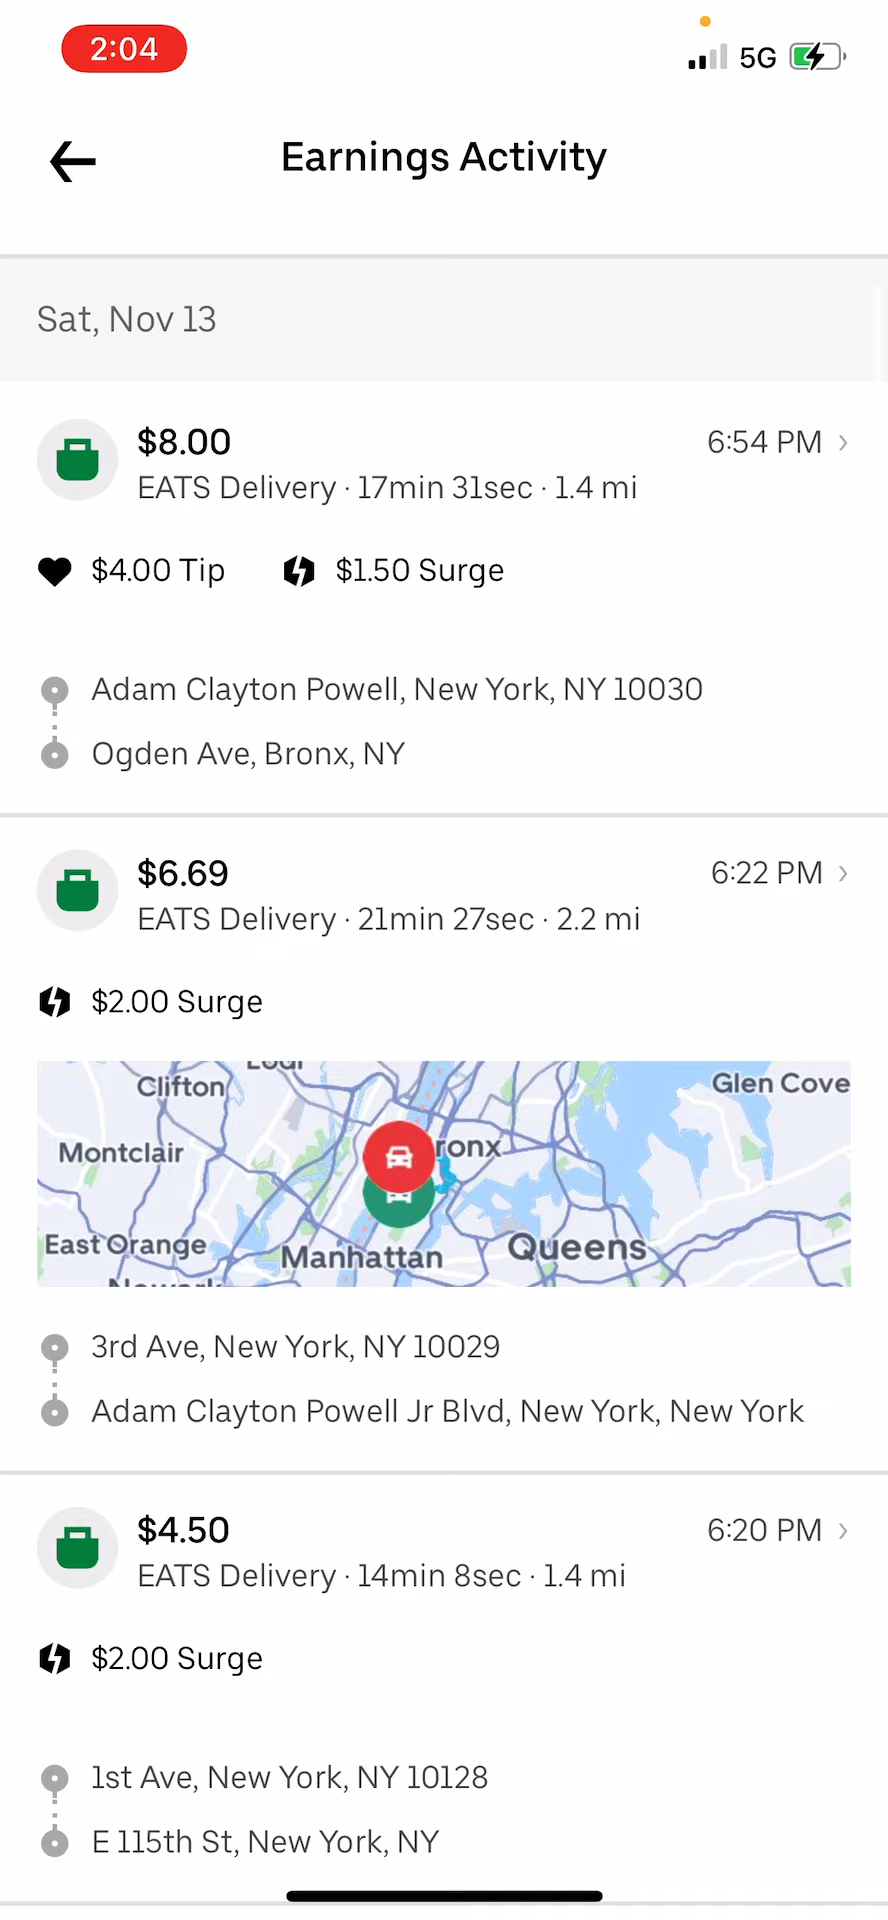 2:04
5G
Earnings Activity
Sat, Nov 13
$8.00
6:54 PM
EATS Delivery · 17min 31sec · 1.4 mi
$4.00 Tip
$1.50 Surge
Adam Clayton Powell, New York, NY 10030
Ogden Ave, Bronx, NY
$6.69
6:22 PM
EATS Delivery · 21min 27sec · 2.2 mi
$2.00 Surge
Clifton
Glen Cove
Montclair
ronx
East Orange
Manhattan
Queens
3rd Ave, New York, NY 10029
Adam Clayton Powell Jr Blvd, New York, New York
$4.50
6:20 PM
EATS Delivery · 14min 8sec · 1.4 mi
$2.00 Surge
1st Ave, New York, NY 10128
E 115th St, New York, NY